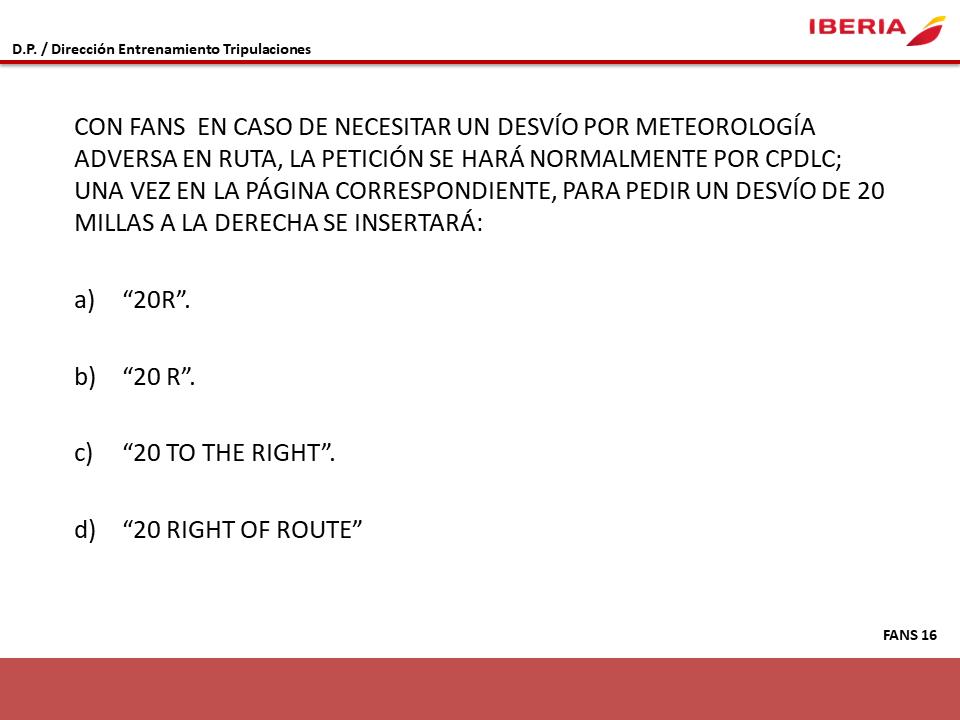 IBERIA
D.P. / Dirección Entrenamiento Tripulaciones
CON FANS EN CASO DE NECESITAR UN DESVÍO POR METEOROLOGÍA
ADVERSA EN RUTA, LA PETICIÓN SE HARÁ NORMALMENTE POR CPDLC;
UNA VEZ EN LA PÁGINA CORRESPONDIENTE, PARA PEDIR UN DESVÍO DE 20
MILLAS A LA DERECHA SE INSERTARÁ:
a) “20R”.
b) “20 R”.
c) “20 TO THE RIGHT”.
d) “20 RIGHT OF ROUTE”
FANS 16